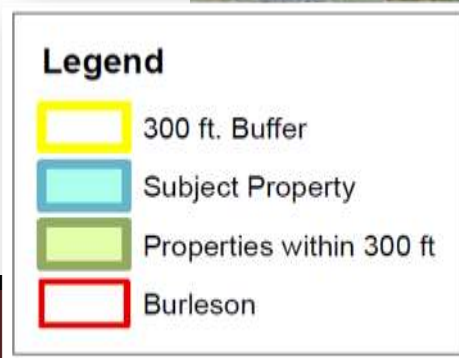 Legend
300 ft. Buffer
Subject Property
Properties within 300 ft
Burleson